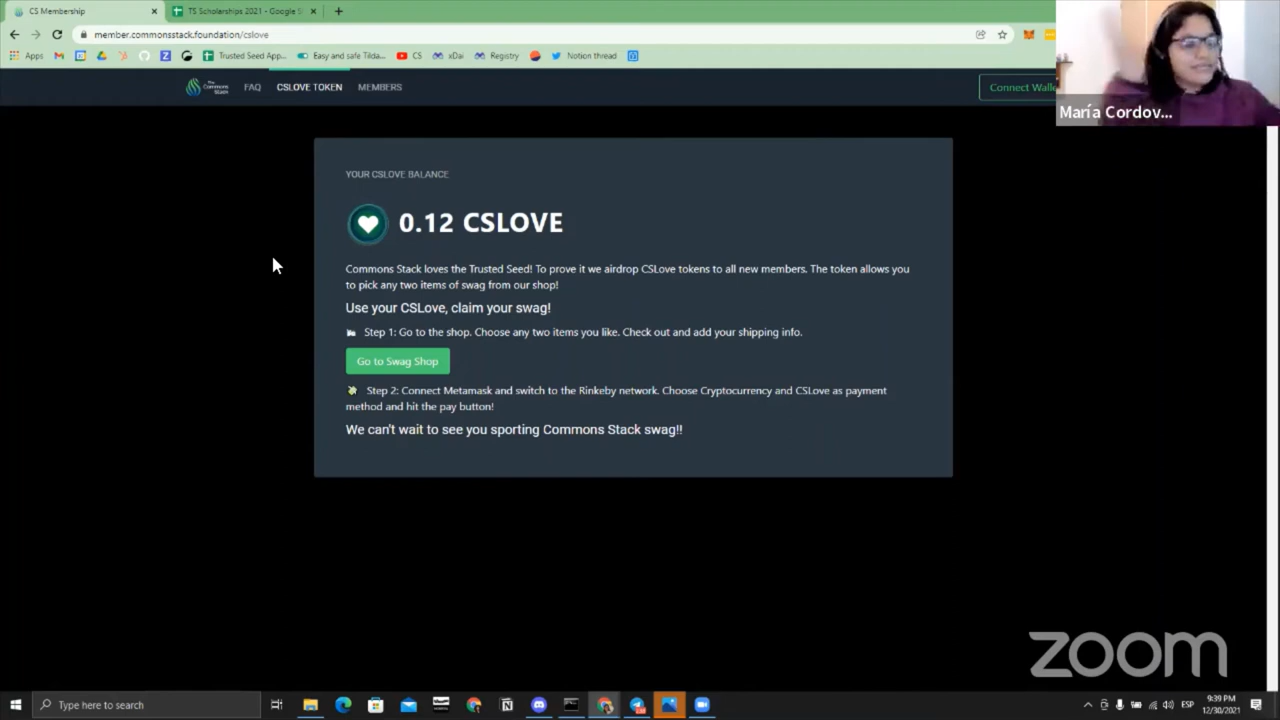 CS Membership
TS Scholarships 2021 - Google S
member.commonsstack.foundation/cslove
Apps
Trusted Seed App...
Easy and safe Tilda...
CS
xDai
Registry
Notion thread
The
Commons
Stack
FAQ
CSLOVE TOKEN
MEMBERS
Connect Walle
María Cordov...
YOUR CSLOVE BALANCE
0.12 CSLOVE
Commons Stack loves the Trusted Seed! To prove it we airdrop CSLove tokens to all new members. The token allows you
to pick any two items of swag from our shop!
Use your CSLove, claim your swag!
Step 1: Go to the shop. Choose any two items you like. Check out and add your shipping info.
Go to Swag Shop
Step 2: Connect Metamask and switch to the Rinkeby network. Choose Cryptocurrency and CSLove as payment
method and hit the pay button!
We can't wait to see you sporting Commons Stack swag!!
zoom
Type here to search
ESP
9:39 PM
12/30/2021